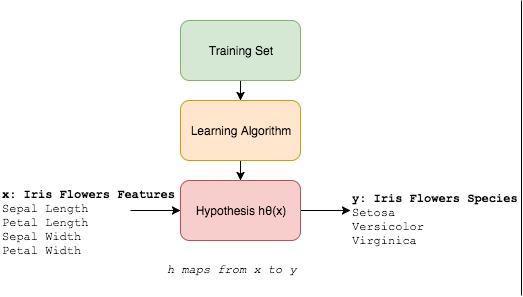 Training Set
Learning Algorithm
x: Iris Flowers Features
Sepal Length
Petal Length
Sepal Width
Petal Width
Hypothesis hθ(x)
y: Iris Flowers Species
Setosa
Versicolor
Virginica
h maps from x to y